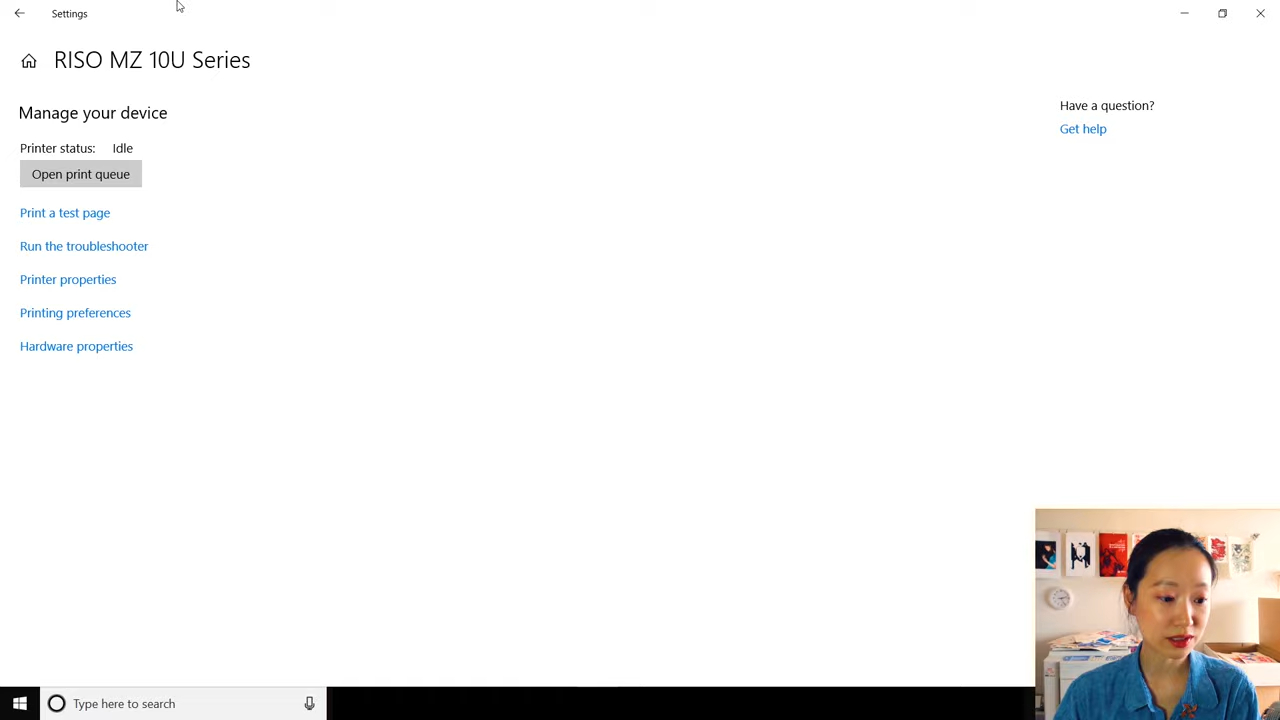 Settings
RISO MZ 10U Series
Manage your device
Printer status: Idle
Open print queue
Print a test page
Run the troubleshooter
Printer properties
Printing preferences
Hardware properties
Have a question?
Get help
Type here to search